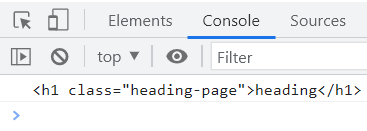 Elements Console Sources
top Filter
<h1 class="heading-page">heading</h1>